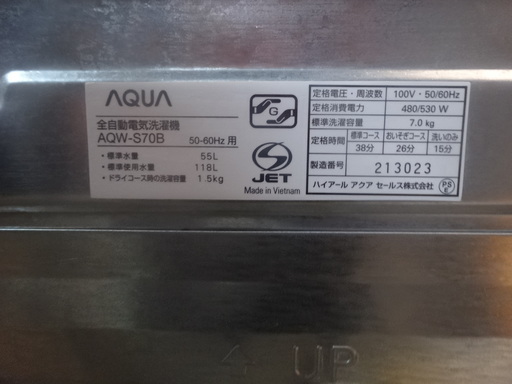 AQUA
全自動電気洗濯機
AQW-S70B 50-60Hz 用
・標準水量 55L
・標準使用水量 118L
・ドライコース時の洗濯容量 1.5kg
G
JET
Made in Vietnam
定格電圧・周波数 100V・50/60Hz
定格消費電力 480/530 W
標準洗濯容量 7.0 kg
定格時間 標準コース おいそぎコース 洗いのみ
38分 26分 15分
製造番号 213023
ハイアール アクア セールス株式会社 PSE
UP